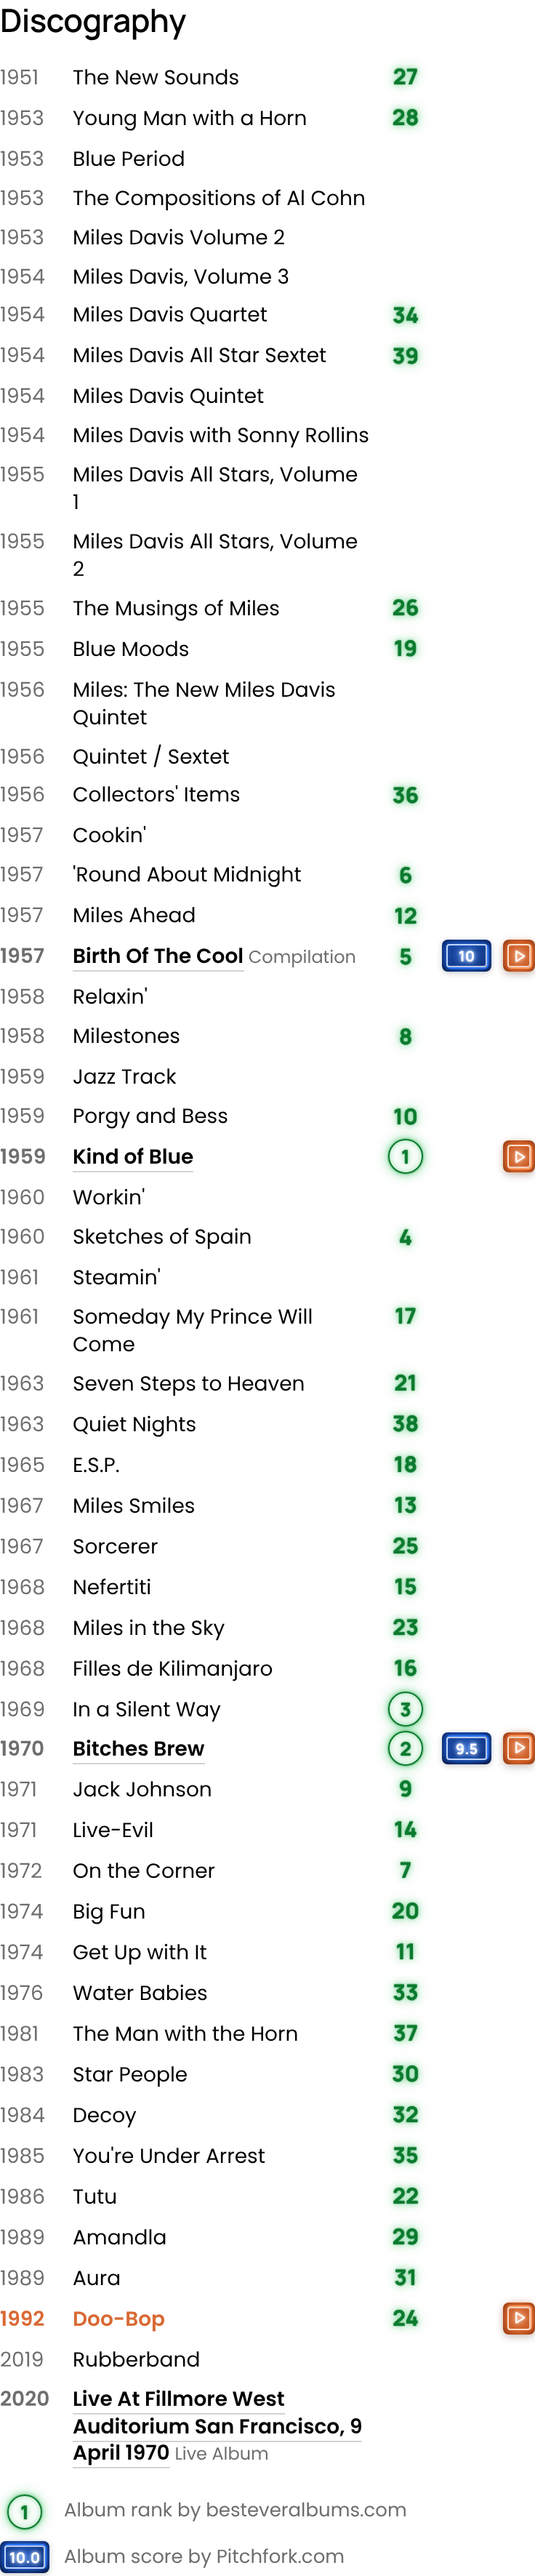 Discography
1951 The New Sounds 27
1953 Young Man with a Horn 28
1953 Blue Period
1953 The Compositions of Al Cohn
1953 Miles Davis Volume 2
1954 Miles Davis, Volume 3
1954 Miles Davis Quartet 34
1954 Miles Davis All Star Sextet 39
1954 Miles Davis Quintet
1954 Miles Davis with Sonny Rollins
1955 Miles Davis All Stars, Volume
1
1955 Miles Davis All Stars, Volume
2
1955 The Musings of Miles 26
1955 Blue Moods 19
1956 Miles: The New Miles Davis
Quintet
1956 Quintet / Sextet
1956 Collectors' Items 36
1957 Cookin'
1957 'Round About Midnight 6
1957 Miles Ahead 12
1957 Birth Of The Cool Compilation 5 10
1958 Relaxin'
1958 Milestones 8
1959 Jazz Track
1959 Porgy and Bess 10
1959 Kind of Blue 1
1960 Workin'
1960 Sketches of Spain 4
1961 Steamin'
1961 Someday My Prince Will 17
Come
1963 Seven Steps to Heaven 21
1963 Quiet Nights 38
1965 E.S.P. 18
1967 Miles Smiles 13
1967 Sorcerer 25
1968 Nefertiti 15
1968 Miles in the Sky 23
1968 Filles de Kilimanjaro 16
1969 In a Silent Way 3
1970 Bitches Brew 2 9.5
1971 Jack Johnson 9
1971 Live-Evil 14
1972 On the Corner 7
1974 Big Fun 20
1974 Get Up with It 11
1976 Water Babies 33
1981 The Man with the Horn 37
1983 Star People 30
1984 Decoy 32
1985 You're Under Arrest 35
1986 Tutu 22
1989 Amandla 29
1989 Aura 31
1992 Doo-Bop 24
2019 Rubberband
2020 Live At Fillmore West
Auditorium San Francisco, 9
April 1970 Live Album
1 Album rank by besteveralbums.com
10.0 Album score by Pitchfork.com